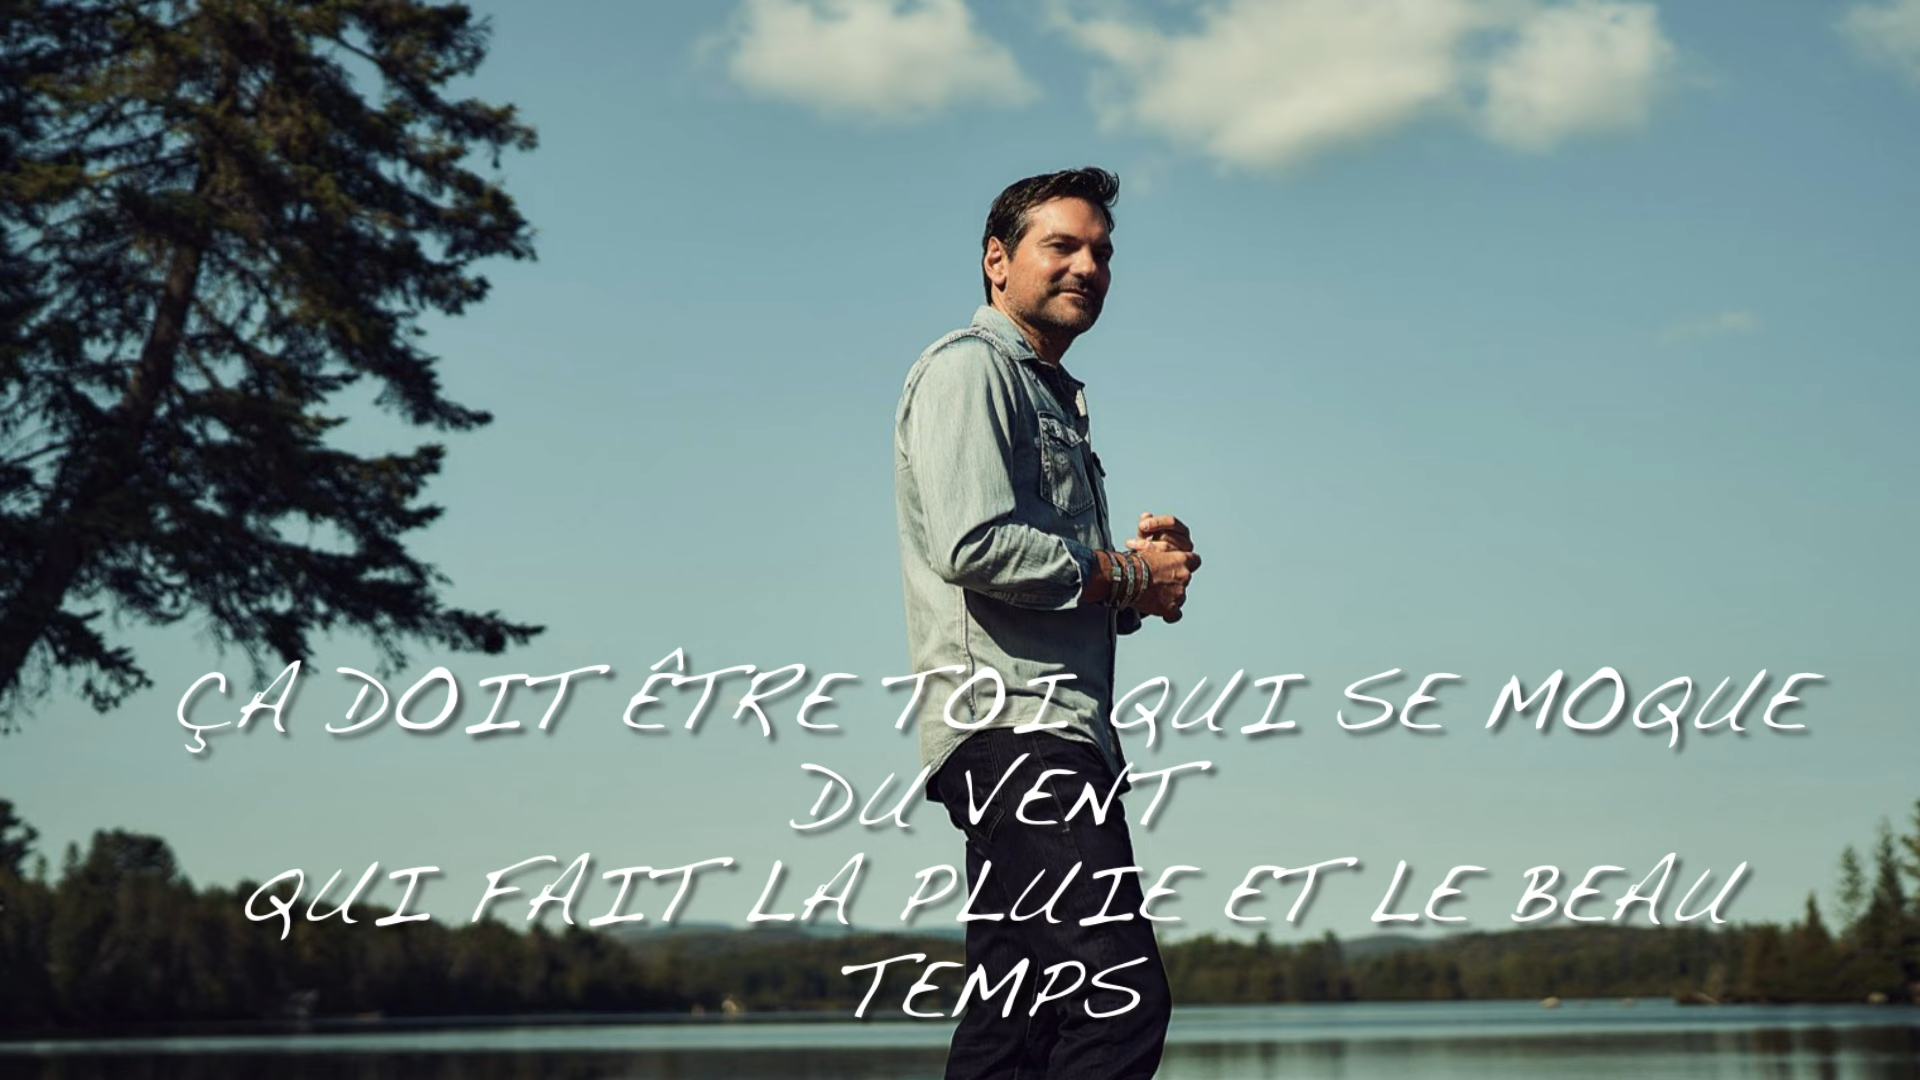 ÇA DOIT ÊTRE TOI QUI SE MOQUE
DU VENT
QUI FAIT LA PLUIE ET LE BEAU
TEMPS